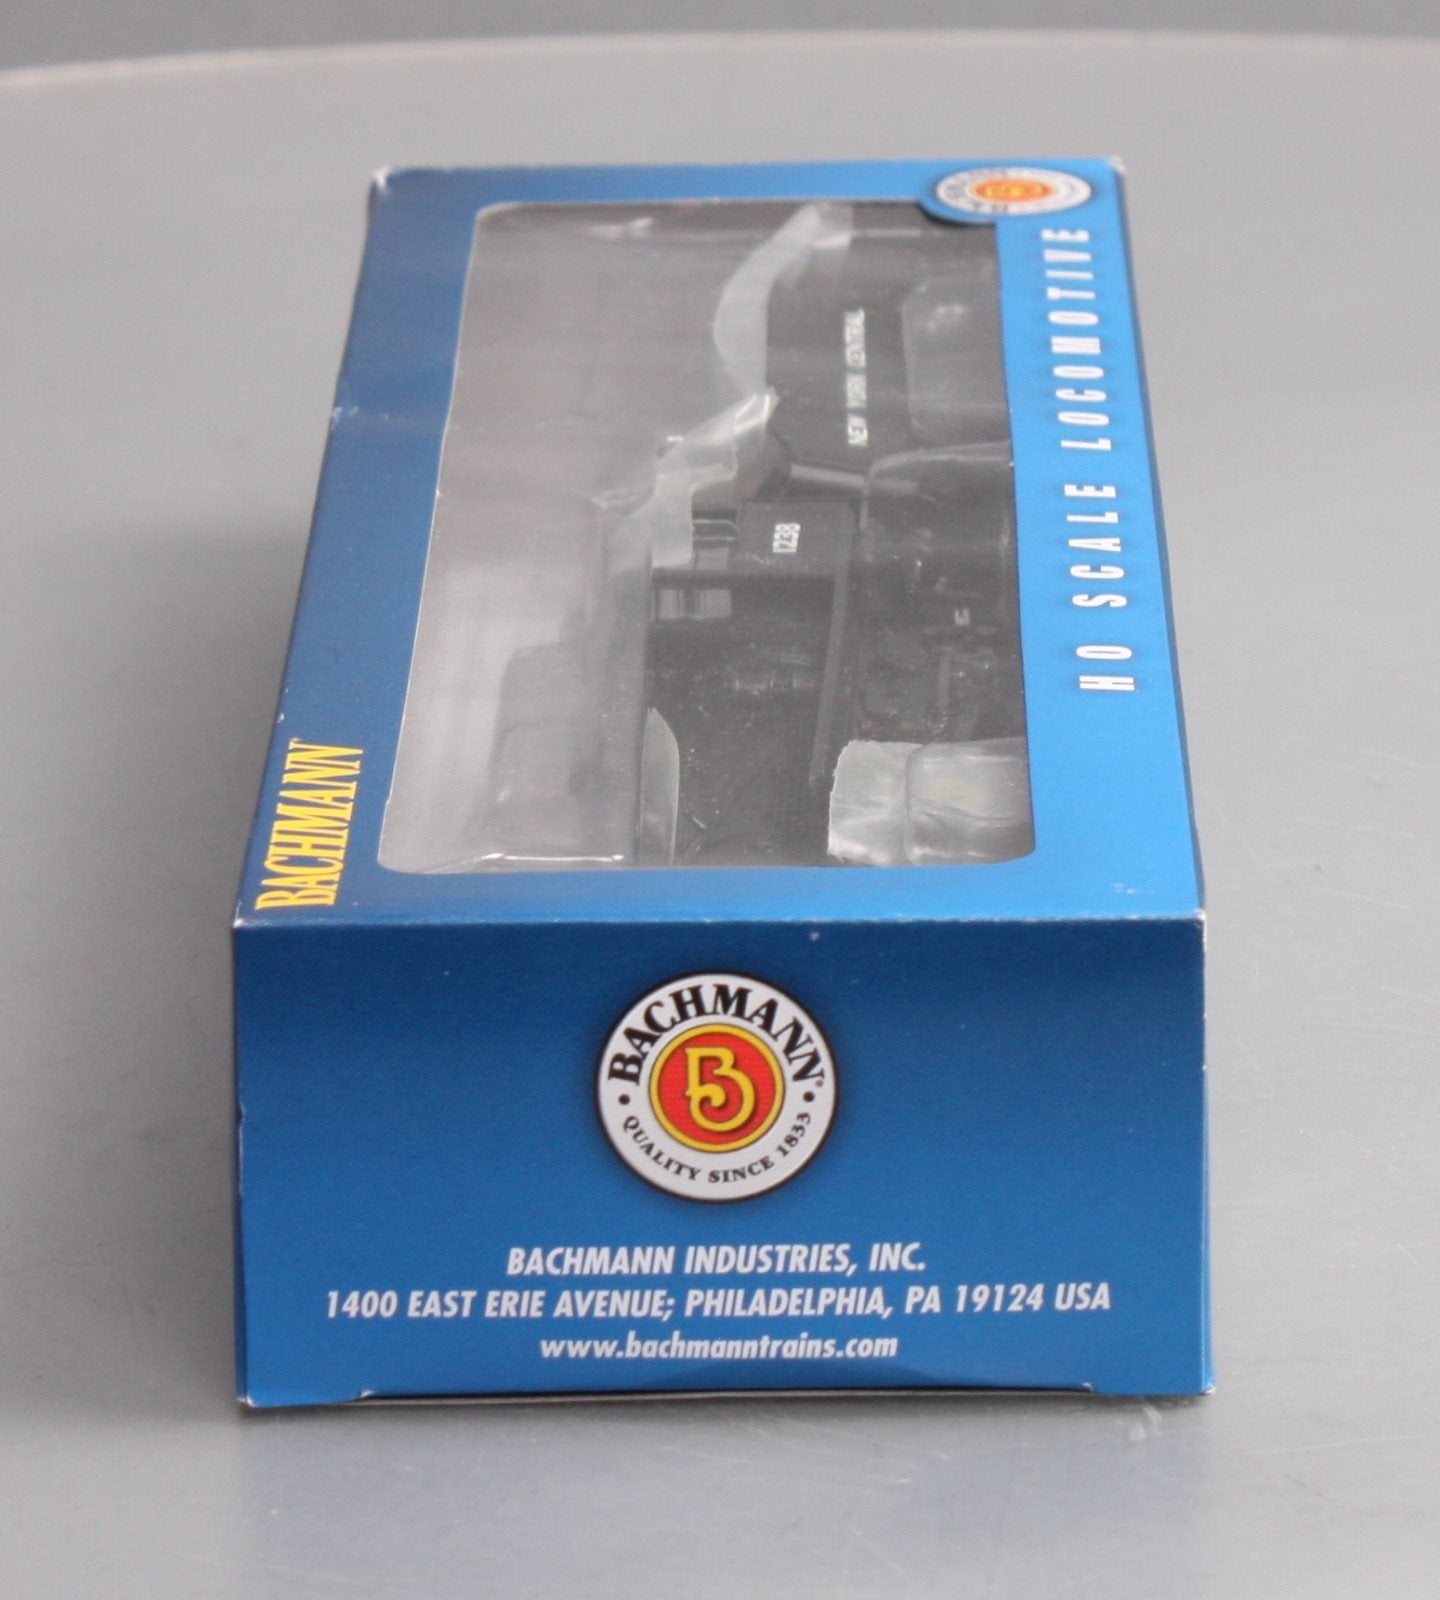 HO SCALE LOCOMOTIVE
NEW YORK CENTRAL
1238
BACHMANN
BACHMANN®
B
• QUALITY SINCE 1833 •
BACHMANN INDUSTRIES, INC.
1400 EAST ERIE AVENUE; PHILADELPHIA, PA 19124 USA
www.bachmanntrains.com